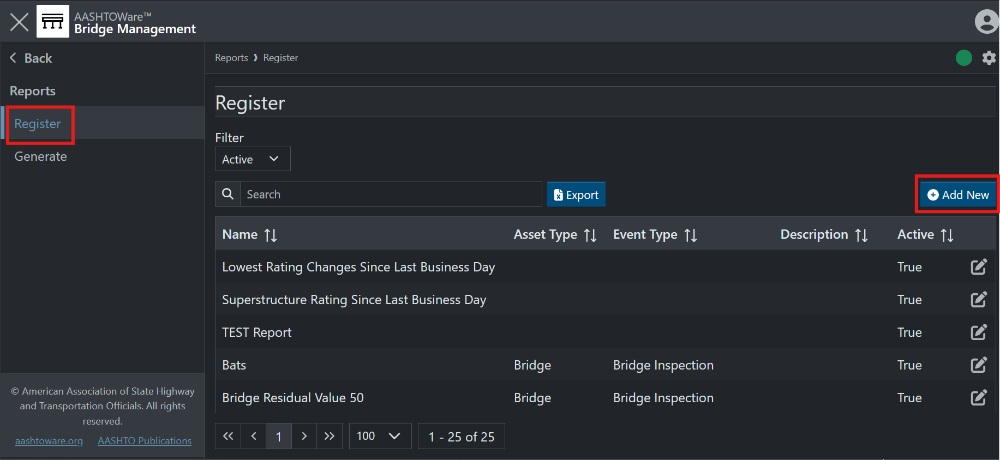 AASHTOWare™
Bridge Management
Back
Reports
Register
Generate
© American Association of State Highway
and Transportation Officials. All rights
reserved.
aashtoware.org AASHTO Publications
Reports ❱ Register
Register
Filter
Active
Search Export Add New
Name Asset Type Event Type Description Active
Lowest Rating Changes Since Last Business Day True
Superstructure Rating Since Last Business Day True
TEST Report True
Bats Bridge Bridge Inspection True
Bridge Residual Value 50 Bridge Bridge Inspection True
1 100 1 - 25 of 25